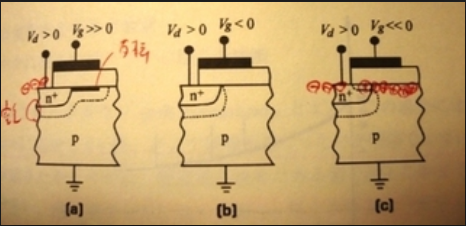 Vd > 0 Vg >> 0
n+
p
(a)
Vd > 0 Vg < 0
n+
p
(b)
Vd > 0 Vg << 0
n+
p
(c)